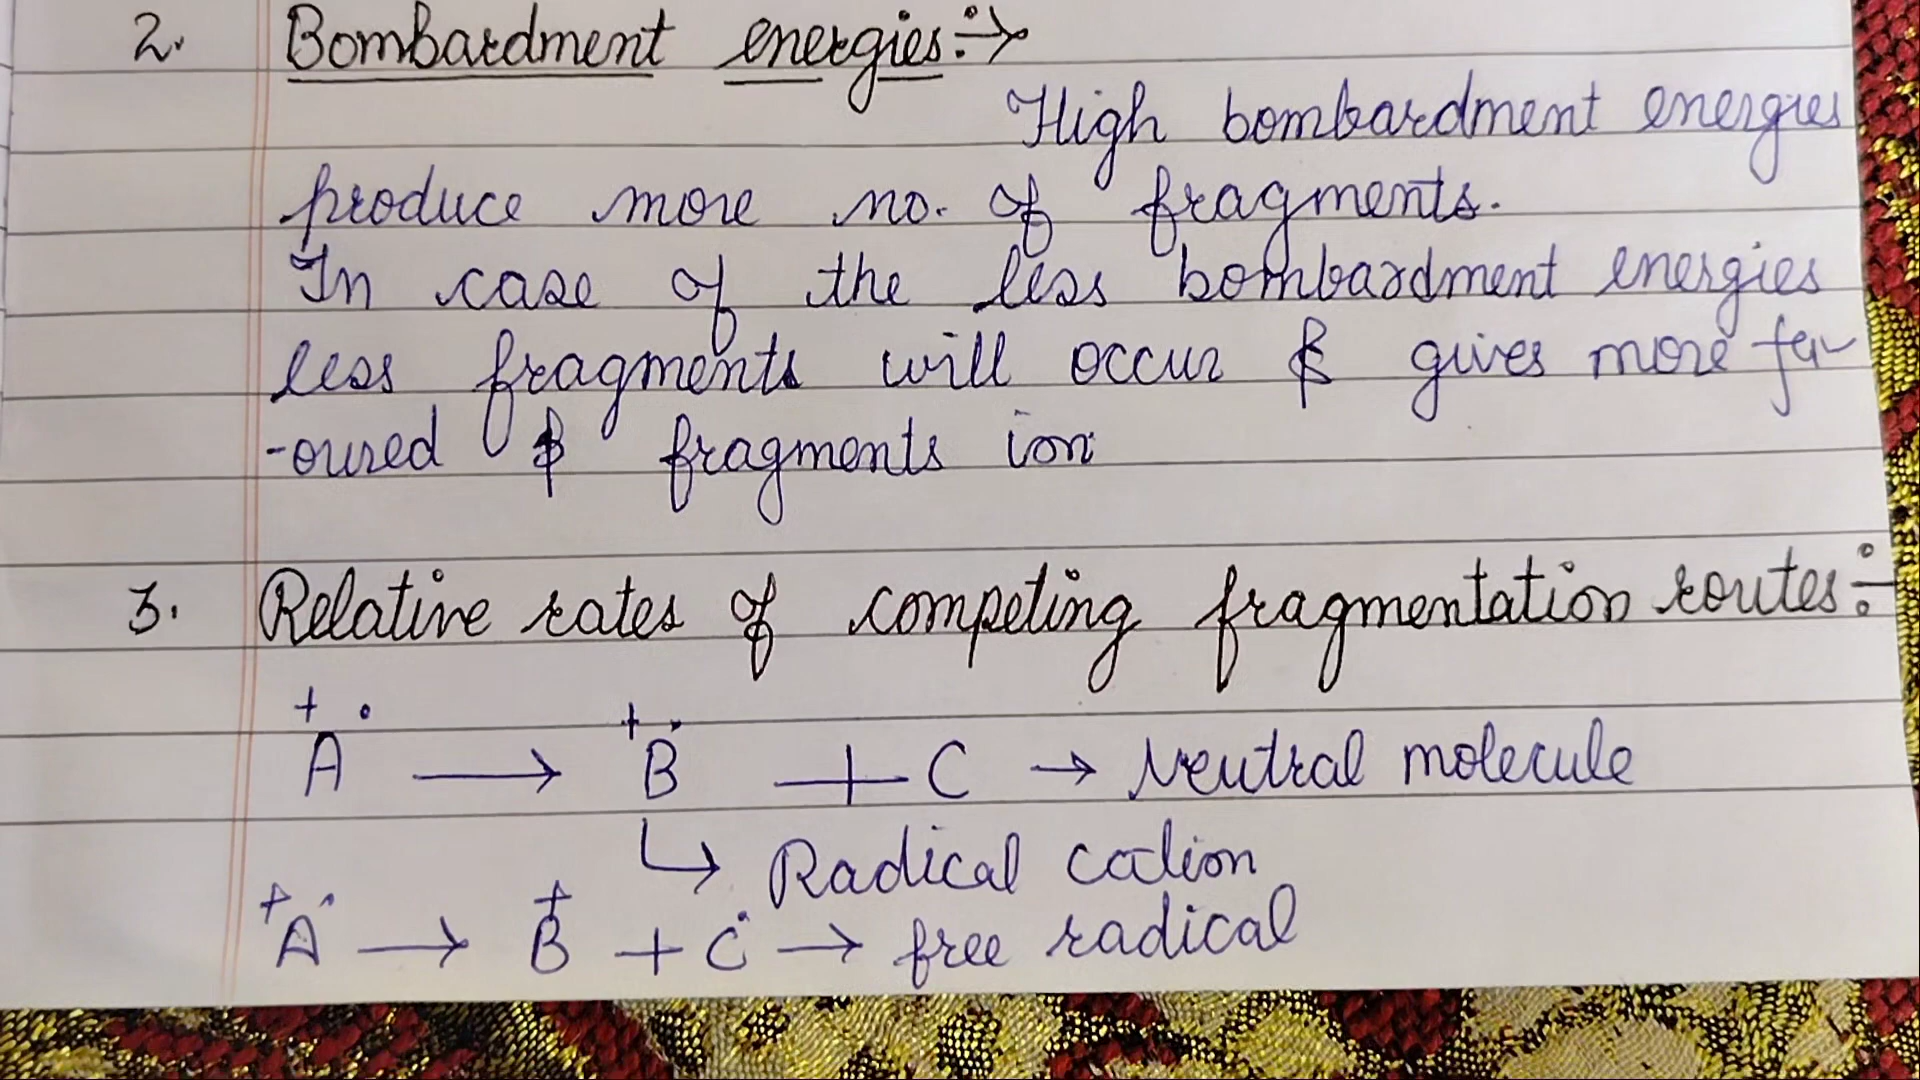 2. Bombardment energies:→
High bombardment energies
produce more no. of fragments.
In case of the less bombardment energies
less fragments will occur & gives more fav
-oured & fragments ion
3. Relative rates of competing fragmentation routes:-
+ •
A ⟶ +B• + C → Neutral molecule
↳ Radical cation
+A• ⟶ B+ + C• → free radical